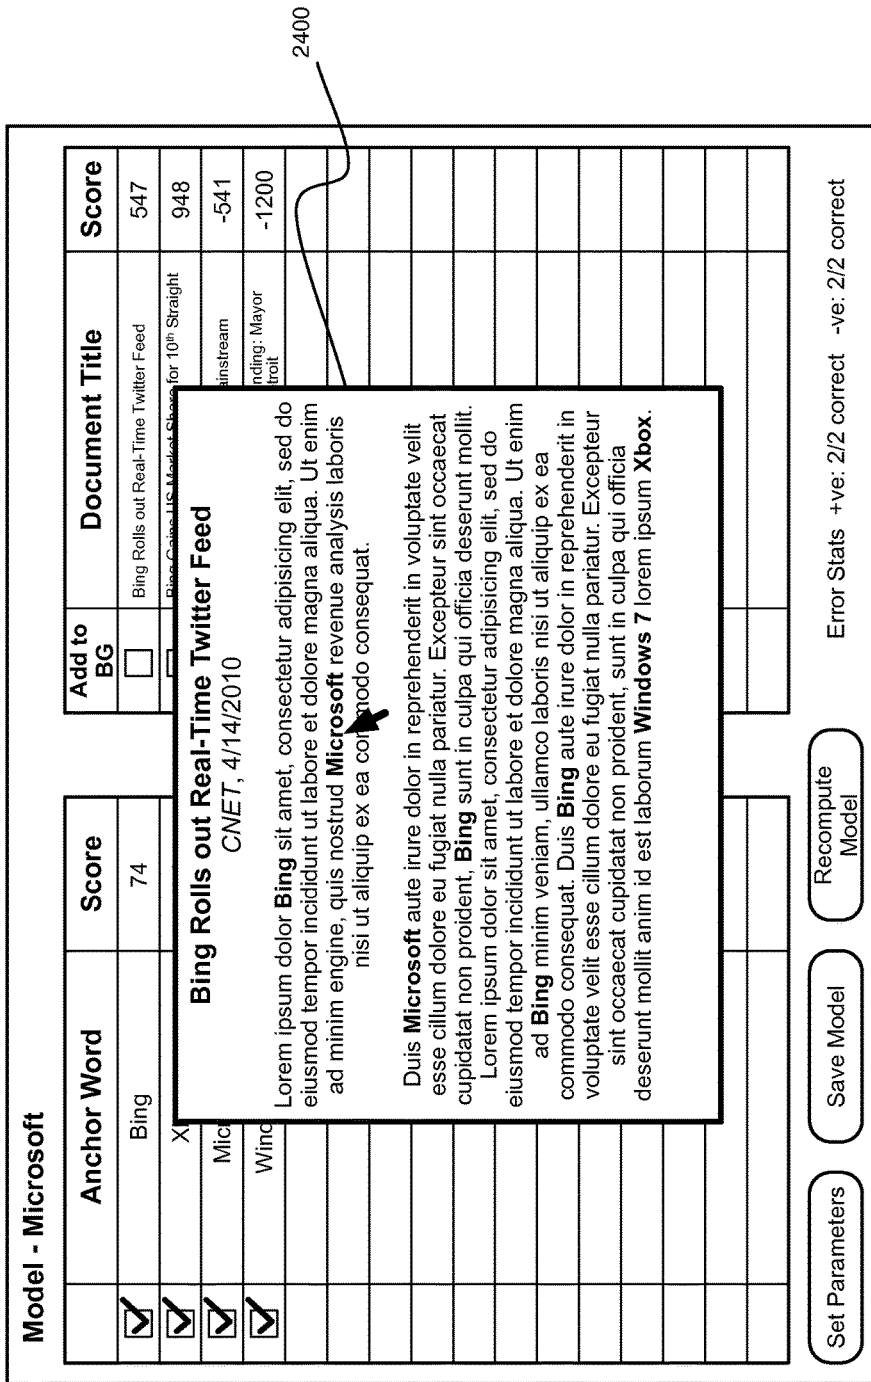 Model - Microsoft
Anchor Word Score
Bing 74
Add to BG Document Title Score
Bing Rolls out Real-Time Twitter Feed 547
Bing Gains US Market Share for 10th Straight 948
-541
-1200
Bing Rolls out Real-Time Twitter Feed
CNET, 4/14/2010
Lorem ipsum dolor Bing sit amet, consectetur adipisicing elit, sed do
eiusmod tempor incididunt ut labore et dolore magna aliqua. Ut enim
ad minim engine, quis nostrud Microsoft revenue analysis laboris
nisi ut aliquip ex ea commodo consequat.
Duis Microsoft aute irure dolor in reprehenderit in voluptate velit
esse cillum dolore eu fugiat nulla pariatur. Excepteur sint occaecat
cupidatat non proident, Bing sunt in culpa qui officia deserunt mollit.
Lorem ipsum dolor sit amet, consectetur adipisicing elit, sed do
eiusmod tempor incididunt ut labore et dolore magna aliqua. Ut enim
ad Bing minim veniam, ullamco laboris nisi ut aliquip ex ea
commodo consequat. Duis Bing aute irure dolor in reprehenderit in
voluptate velit esse cillum dolore eu fugiat nulla pariatur. Excepteur
sint occaecat cupidatat non proident, sunt in culpa qui officia
deserunt mollit anim id est laborum Windows 7 lorem ipsum Xbox.
Set Parameters
Save Model
Recompute
Model
Error Stats +ve: 2/2 correct -ve: 2/2 correct
2400